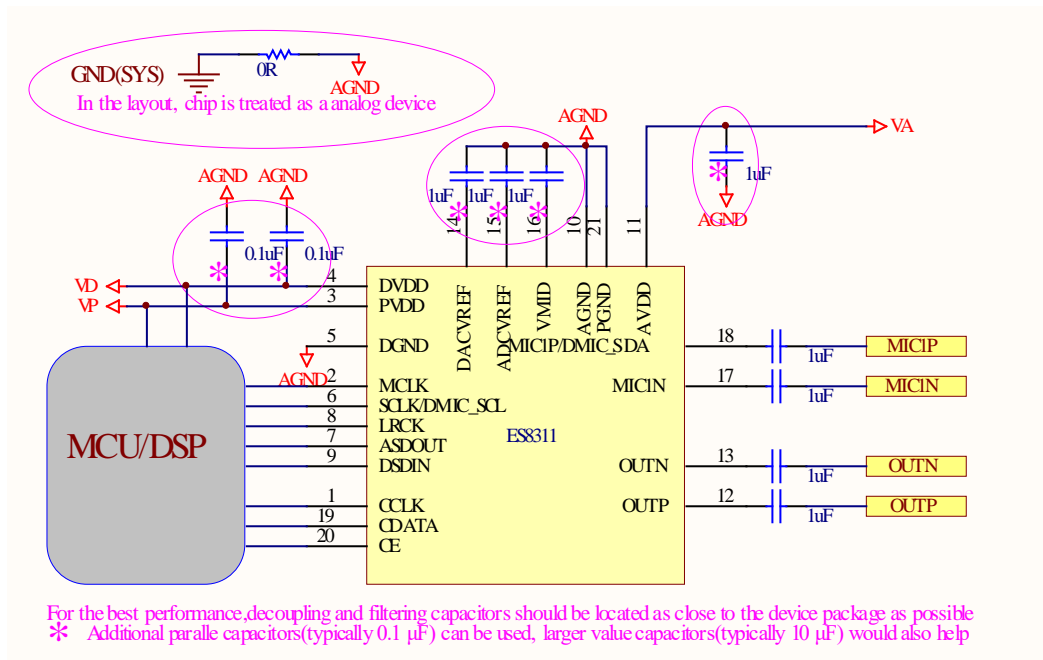 GND(SYS)
0R
AGND
In the layout, chip is treated as a analog device
AGND
VA
1uF
1uF
1uF
1uF
AGND
14
15
16
10
21
11
AGND
AGND
0.1uF
0.1uF
VD
VP
4
3
5
AGND
2
6
8
7
9
1
19
20
DVDD
PVDD
DGND
MCLK
SCLK/DMIC_SCL
LRCK
ASDOUT
DSDIN
CCLK
CDATA
CE
DACVREF
ADCVREF
VMID
AGND
PGND
AVDD
MIC1P/DMIC_SDA
MIC1N
ES8311
OUTN
OUTP
18
1uF
MIC1P
17
1uF
MIC1N
13
1uF
OUTN
12
1uF
OUTP
MCU/DSP
For the best performance,decoupling and filtering capacitors should be located as close to the device package as possible
* Additional paralle capacitors(typically 0.1 µF) can be used, larger value capacitors(typically 10 µF) would also help